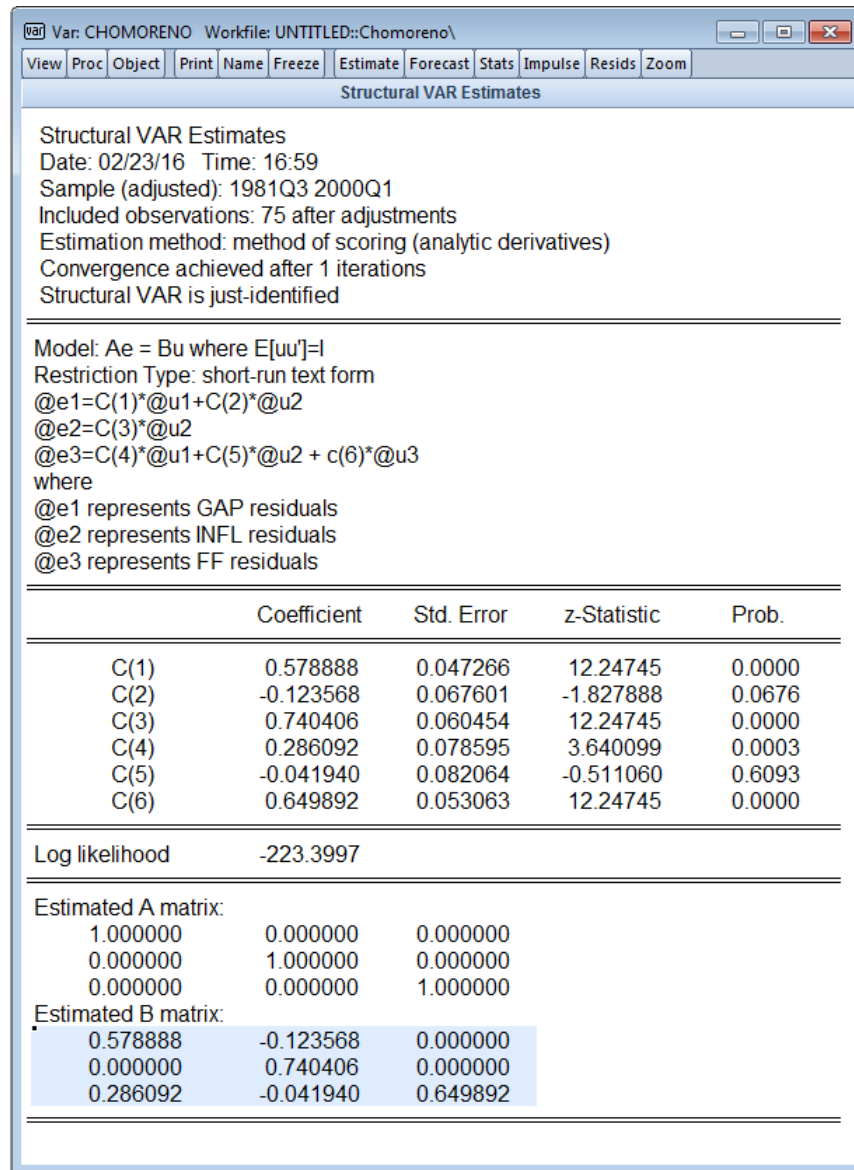 Var: CHOMORENO Workfile: UNTITLED::Chomoreno\
View Proc Object Print Name Freeze Estimate Forecast Stats Impulse Resids Zoom
Structural VAR Estimates
Structural VAR Estimates
Date: 02/23/16 Time: 16:59
Sample (adjusted): 1981Q3 2000Q1
Included observations: 75 after adjustments
Estimation method: method of scoring (analytic derivatives)
Convergence achieved after 1 iterations
Structural VAR is just-identified
Model: Ae = Bu where E[uu']=I
Restriction Type: short-run text form
@e1=C(1)*@u1+C(2)*@u2
@e2=C(3)*@u2
@e3=C(4)*@u1+C(5)*@u2 + c(6)*@u3
where
@e1 represents GAP residuals
@e2 represents INFL residuals
@e3 represents FF residuals
Coefficient Std. Error z-Statistic Prob.
C(1) 0.578888 0.047266 12.24745 0.0000
C(2) -0.123568 0.067601 -1.827888 0.0676
C(3) 0.740406 0.060454 12.24745 0.0000
C(4) 0.286092 0.078595 3.640099 0.0003
C(5) -0.041940 0.082064 -0.511060 0.6093
C(6) 0.649892 0.053063 12.24745 0.0000
Log likelihood -223.3997
Estimated A matrix:
1.000000 0.000000 0.000000
0.000000 1.000000 0.000000
0.000000 0.000000 1.000000
Estimated B matrix:
0.578888 -0.123568 0.000000
0.000000 0.740406 0.000000
0.286092 -0.041940 0.649892